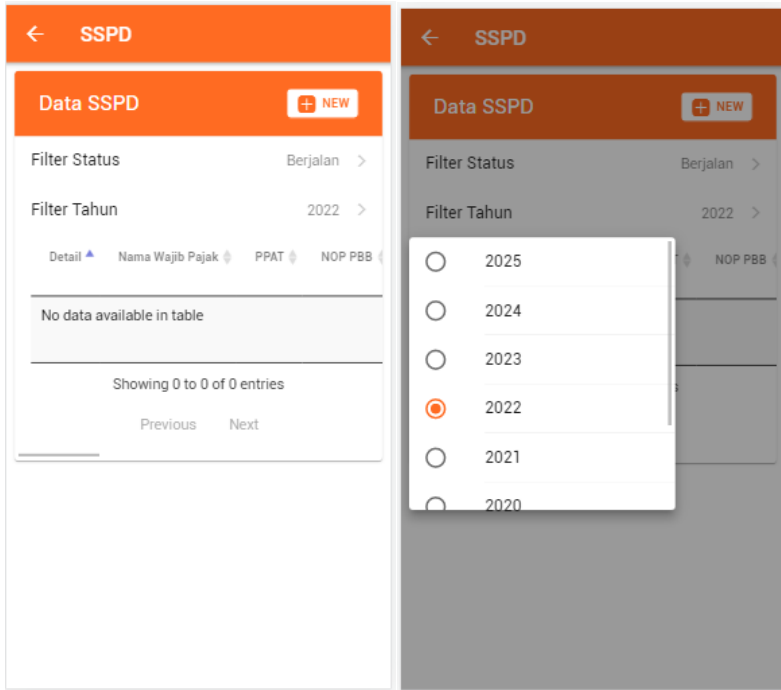 SSPD
Data SSPD
NEW
Filter Status Berjalan
Filter Tahun 2022
Detail Nama Wajib Pajak PPAT NOP PBB
No data available in table
Showing 0 to 0 of 0 entries
Previous Next
SSPD
Data SSPD
NEW
Filter Status Berjalan
Filter Tahun 2022
NOP PBB
2025
2024
2023
2022
2021
2020